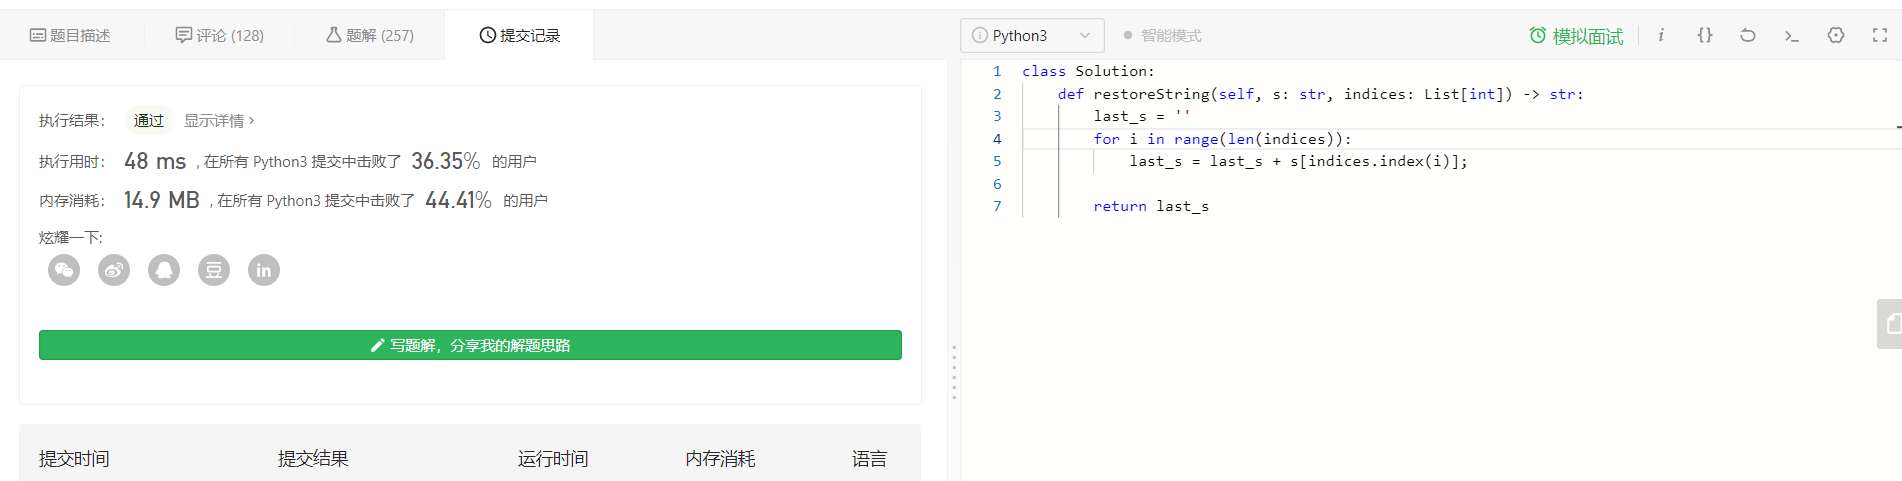 题目描述 评论 (128) 题解 (257) 提交记录
执行结果： 通过 显示详情 >
执行用时： 48 ms , 在所有 Python3 提交中击败了 36.35% 的用户
内存消耗： 14.9 MB , 在所有 Python3 提交中击败了 44.41% 的用户
炫耀一下:
豆 in
写题解，分享我的解题思路
提交时间 提交结果 运行时间 内存消耗 语言
i Python3 智能模式 模拟面试 i {} >_
1 class Solution:
2     def restoreString(self, s: str, indices: List[int]) -> str:
3         last_s = ''
4         for i in range(len(indices)):
5             last_s = last_s + s[indices.index(i)];
6
7         return last_s